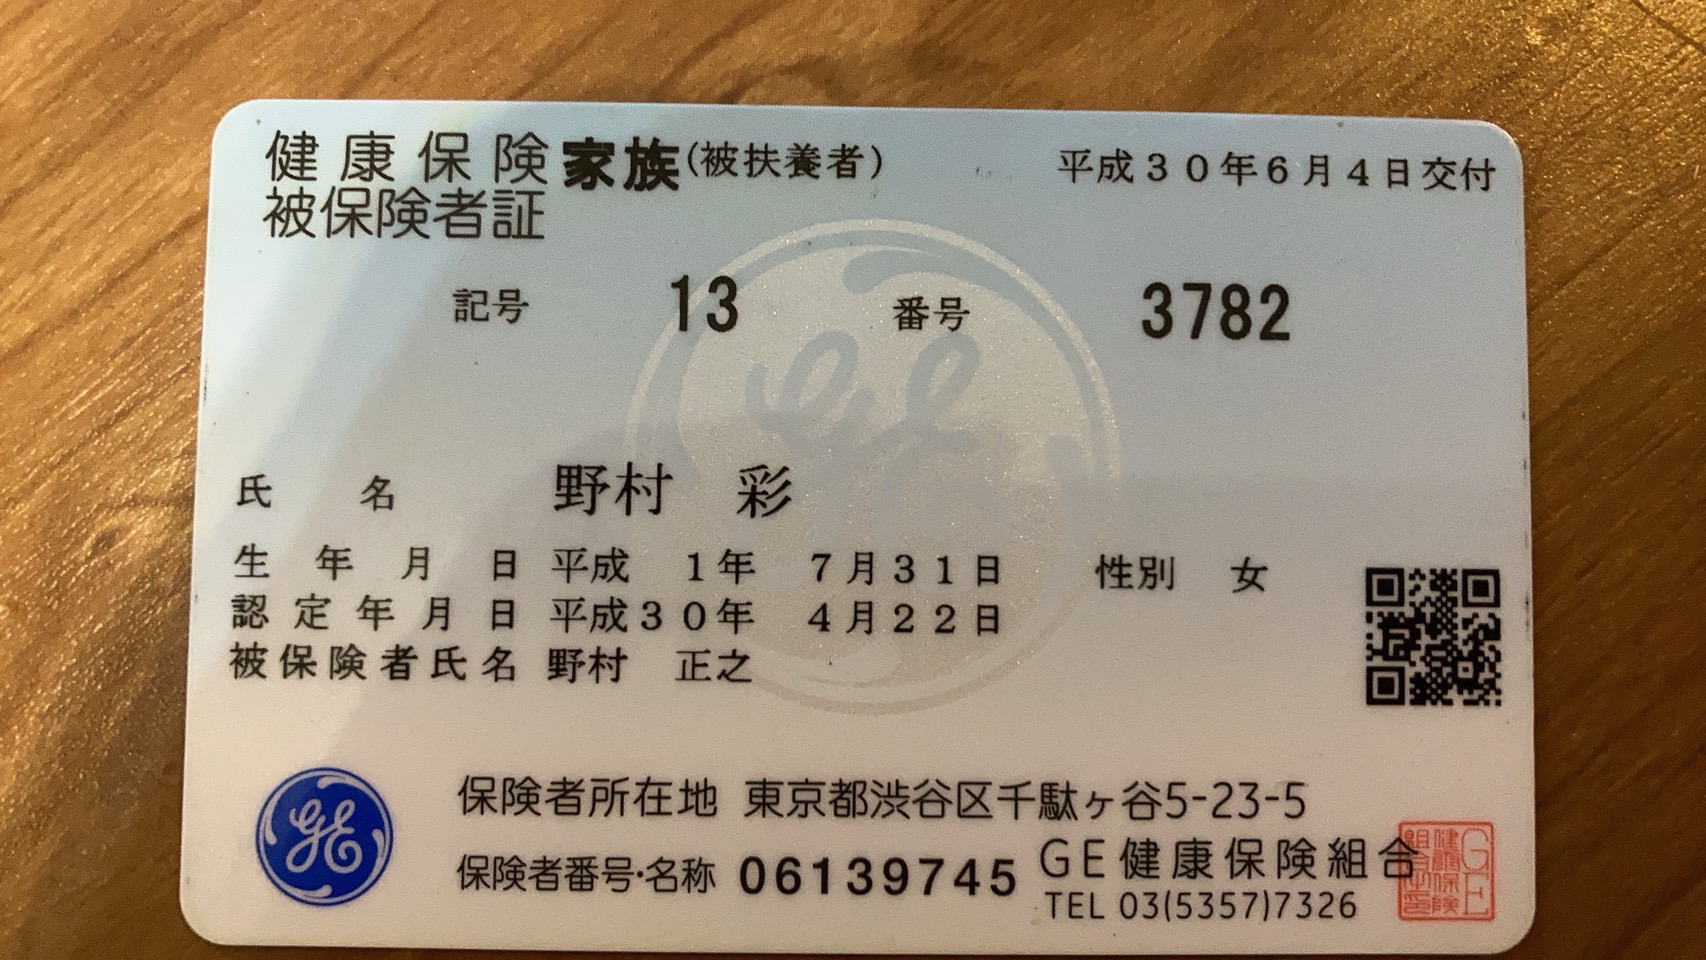 健康保険家族(被扶養者) 平成30年6月4日交付
被保険者証
記号 13 番号 3782
氏名 野村 彩
生年月日 平成 1年 7月31日 性別 女
認定年月日 平成30年 4月22日
被保険者氏名 野村 正之
保険者所在地 東京都渋谷区千駄ヶ谷5-23-5
保険者番号・名称 06139745 GE健康保険組合
TEL 03(5357)7326
GE